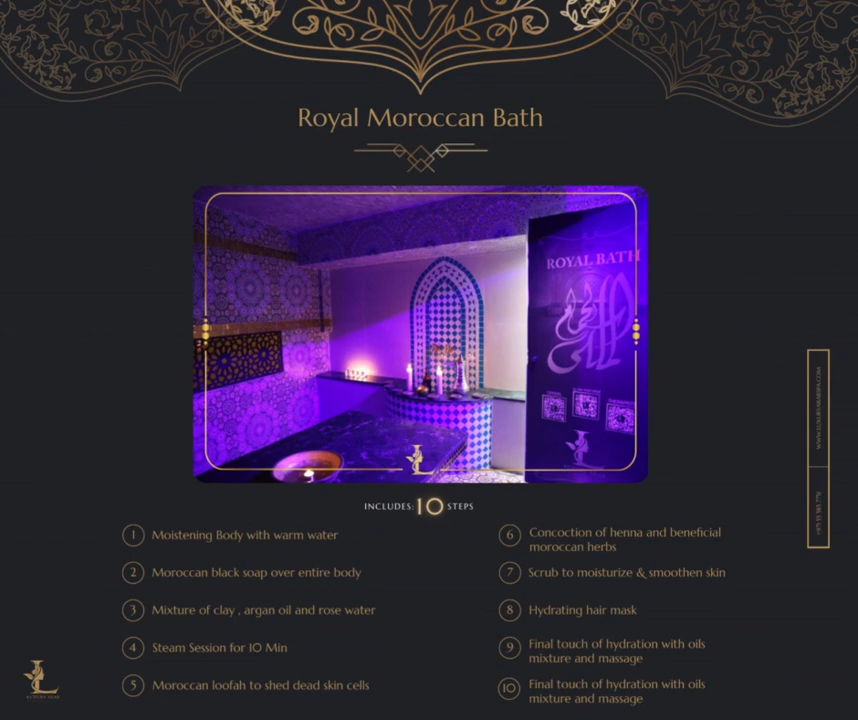 Royal Moroccan Bath
ROYAL BATH
INCLUDES: 10 STEPS
1 Moistening Body with warm water
2 Moroccan black soap over entire body
3 Mixture of clay , argan oil and rose water
4 Steam Session for 10 Min
5 Moroccan loofah to shed dead skin cells
6 Concoction of henna and beneficial
moroccan herbs
7 Scrub to moisturize & smoothen skin
8 Hydrating hair mask
9 Final touch of hydration with oils
mixture and massage
10 Final touch of hydration with oils
mixture and massage